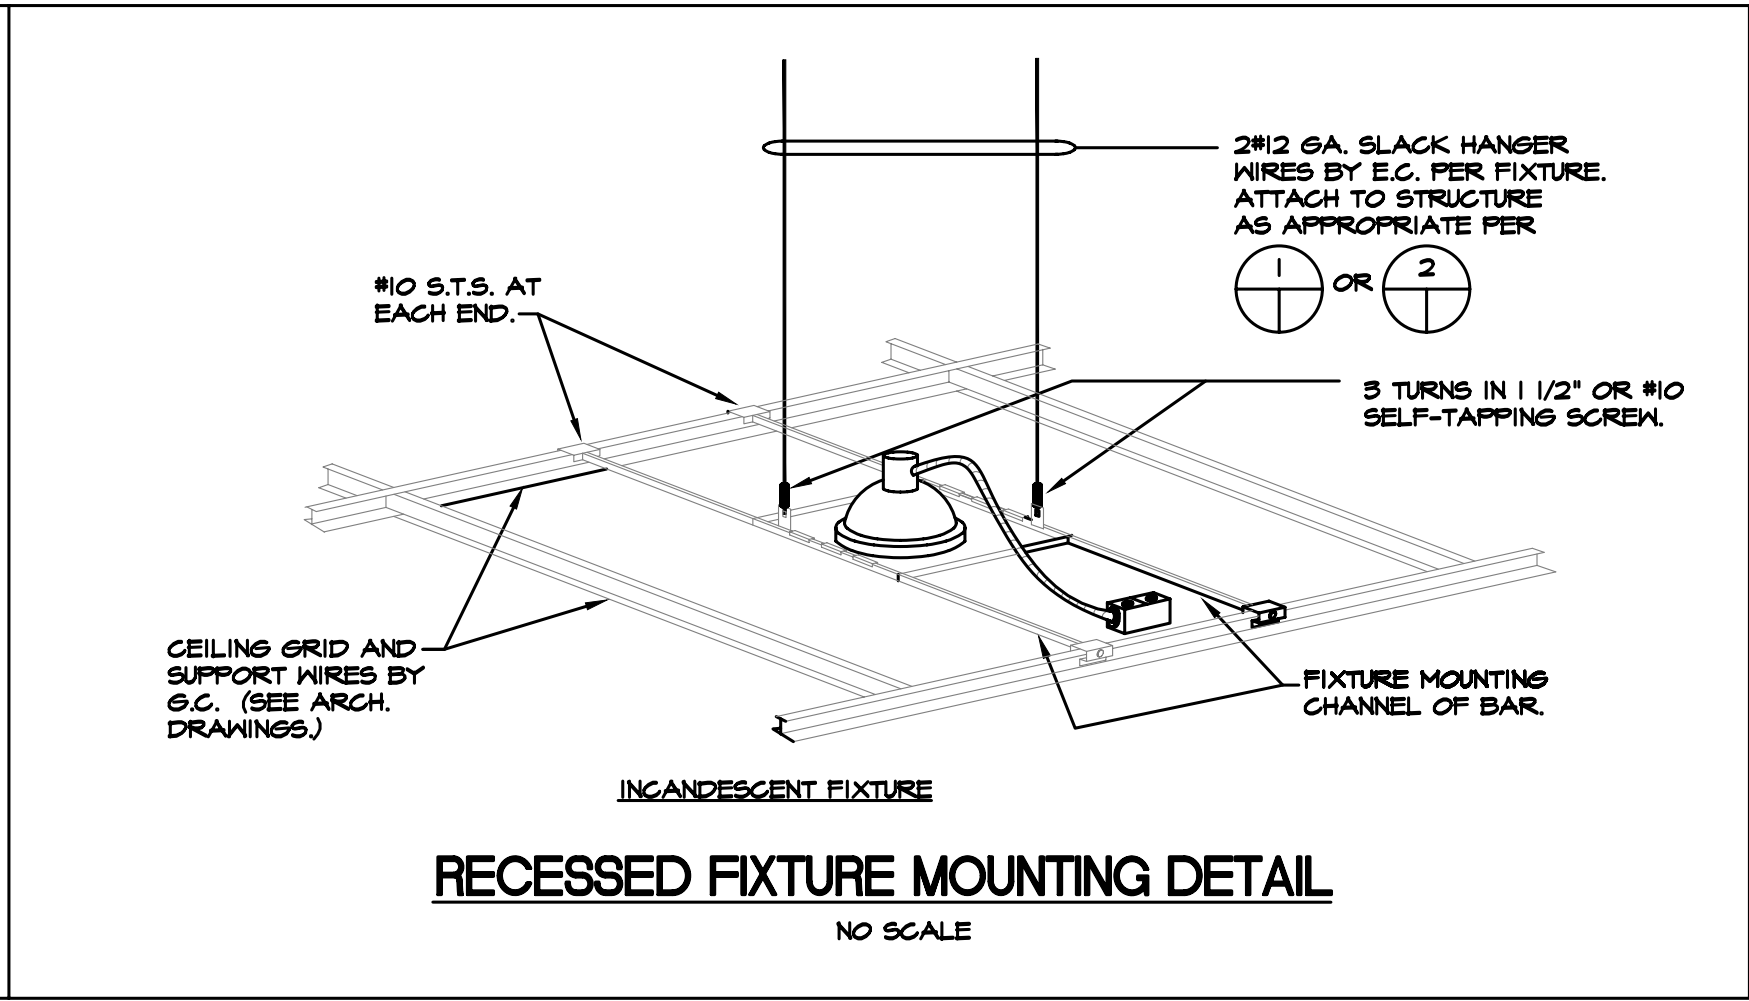 2#12 GA. SLACK HANGER
WIRES BY E.C. PER FIXTURE.
ATTACH TO STRUCTURE
AS APPROPRIATE PER
1 OR 2
#10 S.T.S. AT
EACH END.
3 TURNS IN 1 1/2" OR #10
SELF-TAPPING SCREW.
CEILING GRID AND
SUPPORT WIRES BY
G.C. (SEE ARCH.
DRAWINGS.)
FIXTURE MOUNTING
CHANNEL OF BAR.
INCANDESCENT FIXTURE
RECESSED FIXTURE MOUNTING DETAIL
NO SCALE